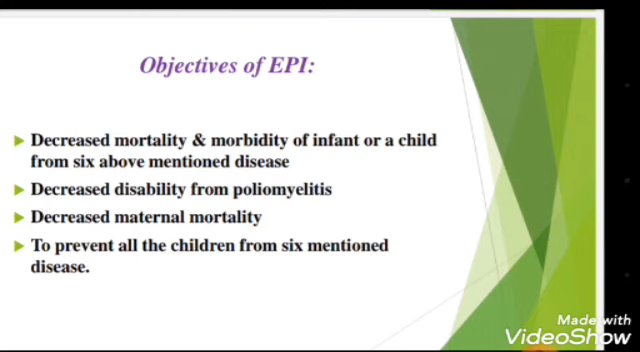 Objectives of EPI:
Decreased mortality & morbidity of infant or a child
from six above mentioned disease
Decreased disability from poliomyelitis
Decreased maternal mortality
To prevent all the children from six mentioned
disease.
Made with
VideoShow